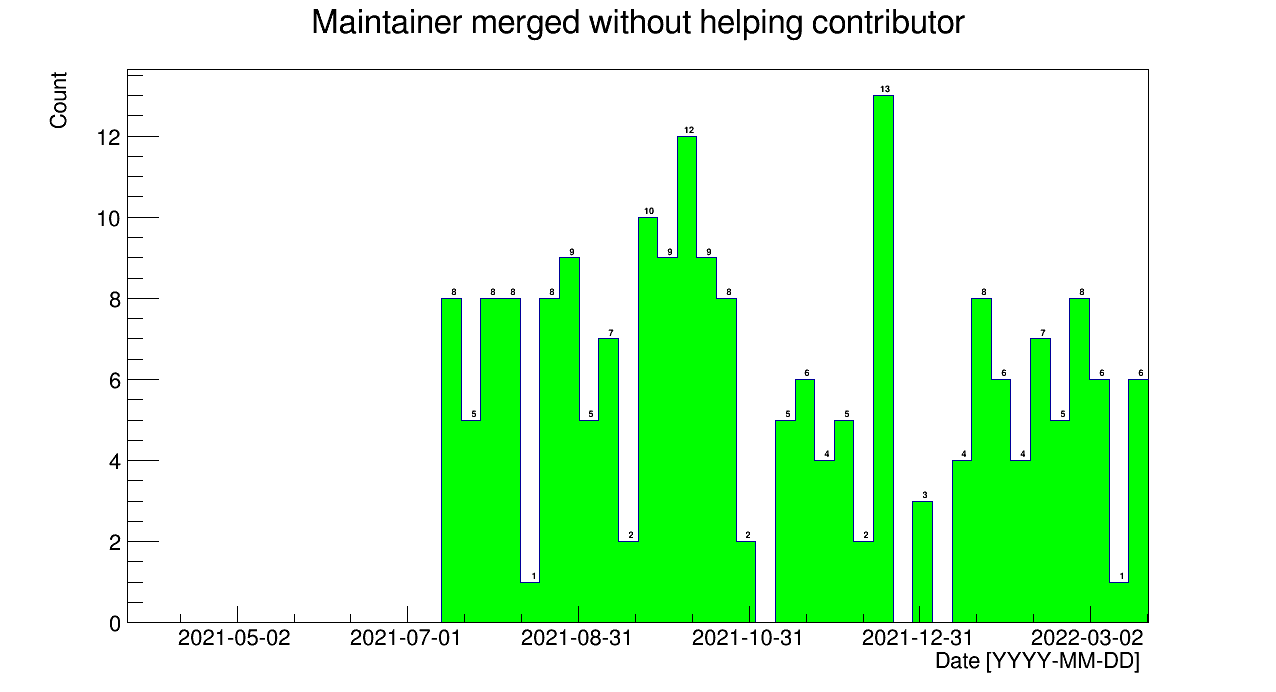 Maintainer merged without helping contributor
Count
13
12
12
10
10
9
9
9
8 8 8 8 8 8 8 8
7 7
6 6 6 6 6
5 5 5 5 5
4 4 4 4
3
2 2 2 2
1 1
0
2021-05-02 2021-07-01 2021-08-31 2021-10-31 2021-12-31 2022-03-02
Date [YYYY-MM-DD]